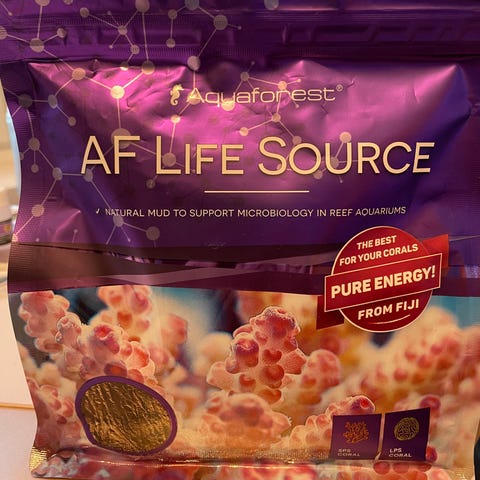 Aquaforest®
AF LIFE SOURCE
✓ NATURAL MUD TO SUPPORT MICROBIOLOGY IN REEF AQUARIUMS
THE BEST
FOR YOUR CORALS
PURE ENERGY!
FROM FIJI
SPS
CORAL
LPS
CORAL